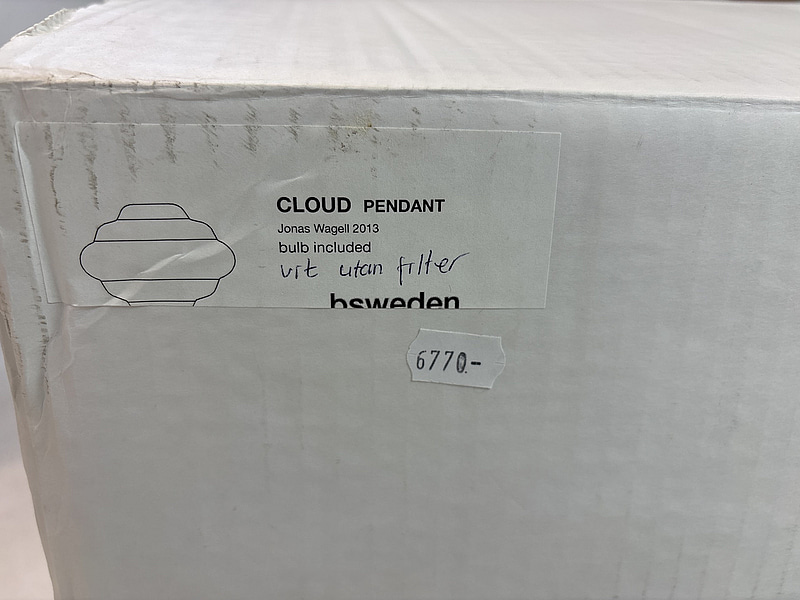 CLOUD PENDANT
Jonas Wagell 2013
bulb included
vit utan filter
bsweden
6770.-